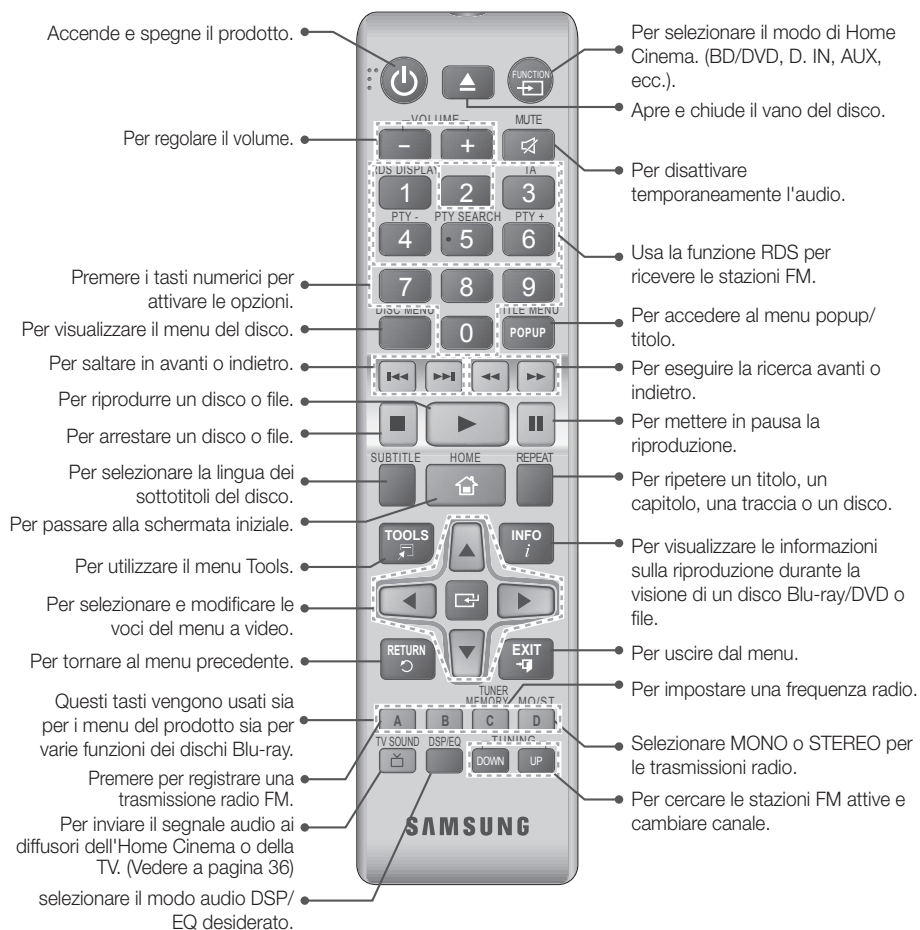 Accende e spegne il prodotto.
Per regolare il volume.
Premere i tasti numerici per
attivare le opzioni.
Per visualizzare il menu del disco.
Per saltare in avanti o indietro.
Per riprodurre un disco o file.
Per arrestare un disco o file.
Per selezionare la lingua dei
sottotitoli del disco.
Per passare alla schermata iniziale.
Per utilizzare il menu Tools.
Per selezionare e modificare le
voci del menu a video.
Per tornare al menu precedente.
Questi tasti vengono usati sia
per i menu del prodotto sia per
varie funzioni dei dischi Blu-ray.
Premere per registrare una
trasmissione radio FM.
Per inviare il segnale audio ai
diffusori dell'Home Cinema o della
TV. (Vedere a pagina 36)
selezionare il modo audio DSP/
EQ desiderato.
FUNCTION
VOLUME MUTE
- +
RDS DISPLAY TA
1 2 3
PTY - PTY SEARCH PTY +
4 5 6
7 8 9
DISC MENU TITLE MENU
0 POPUP
SUBTITLE HOME REPEAT
TOOLS INFO
i
RETURN EXIT
TUNER
MEMORY MO/ST
A B C D
TV SOUND DSP/EQ TUNING
DOWN UP
SAMSUNG
Per selezionare il modo di Home
Cinema. (BD/DVD, D. IN, AUX,
ecc.).
Apre e chiude il vano del disco.
Per disattivare
temporaneamente l'audio.
Usa la funzione RDS per
ricevere le stazioni FM.
Per accedere al menu popup/
titolo.
Per eseguire la ricerca avanti o
indietro.
Per mettere in pausa la
riproduzione.
Per ripetere un titolo, un
capitolo, una traccia o un disco.
Per visualizzare le informazioni
sulla riproduzione durante la
visione di un disco Blu-ray/DVD o
file.
Per uscire dal menu.
Per impostare una frequenza radio.
Selezionare MONO o STEREO per
le trasmissioni radio.
Per cercare le stazioni FM attive e
cambiare canale.